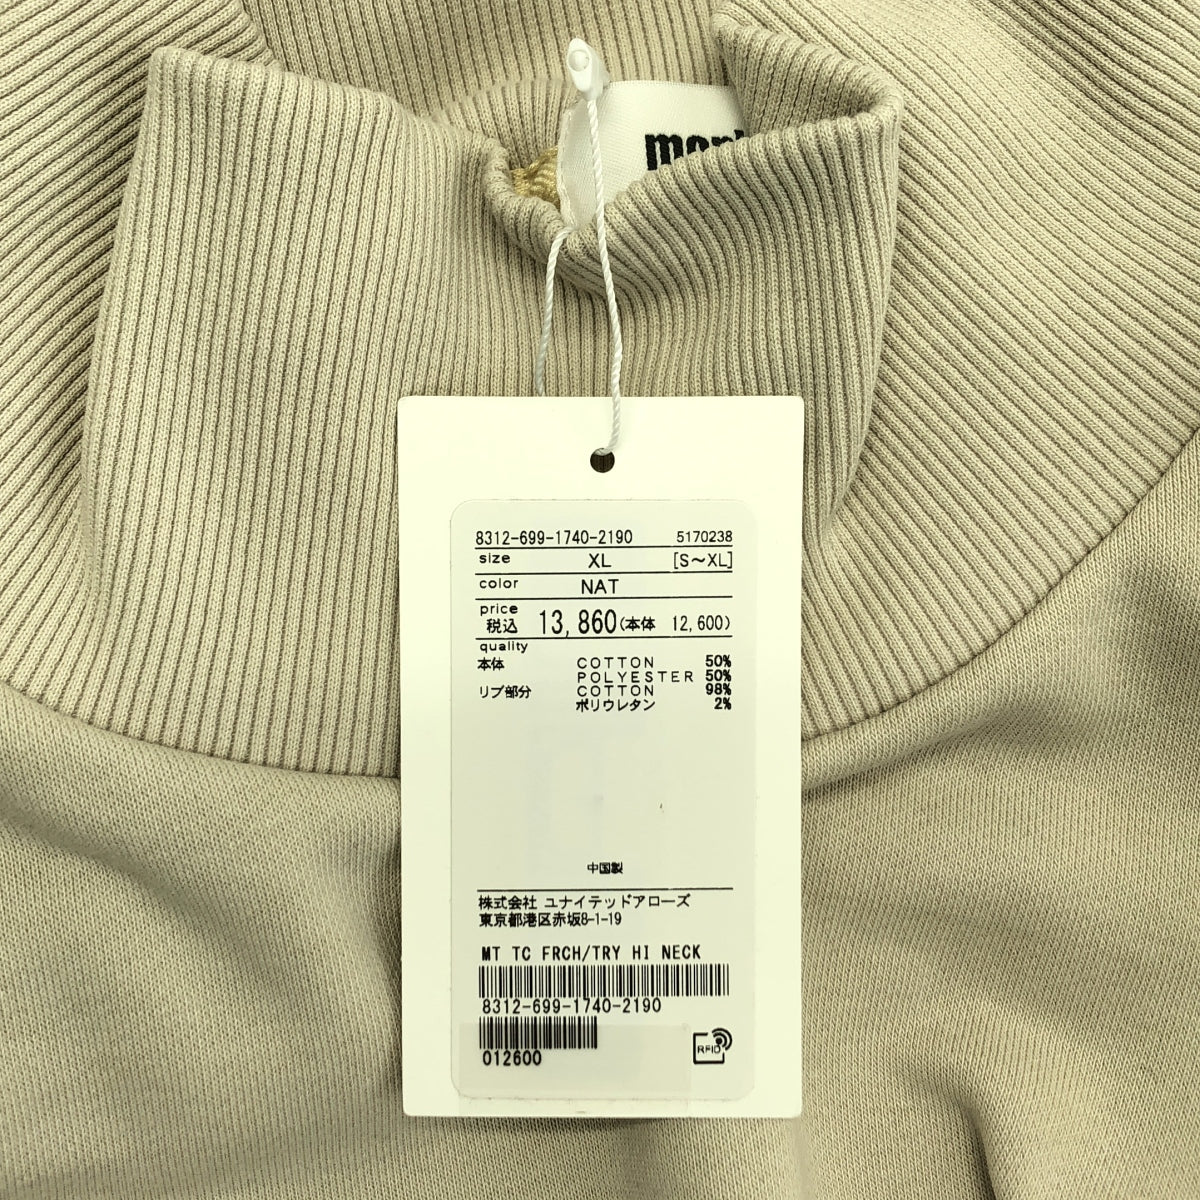 8312-699-1740-2190 5170238
size XL [S～XL]
color NAT
price
税込 13,860(本体 12,600)
quality
本体 COTTON 50%
POLYESTER 50%
リブ部分 COTTON 98%
ポリウレタン 2%
中国製
株式会社 ユナイテッドアローズ
東京都港区赤坂8-1-19
MT TC FRCH/TRY HI NECK
8312-699-1740-2190
012600
RFID